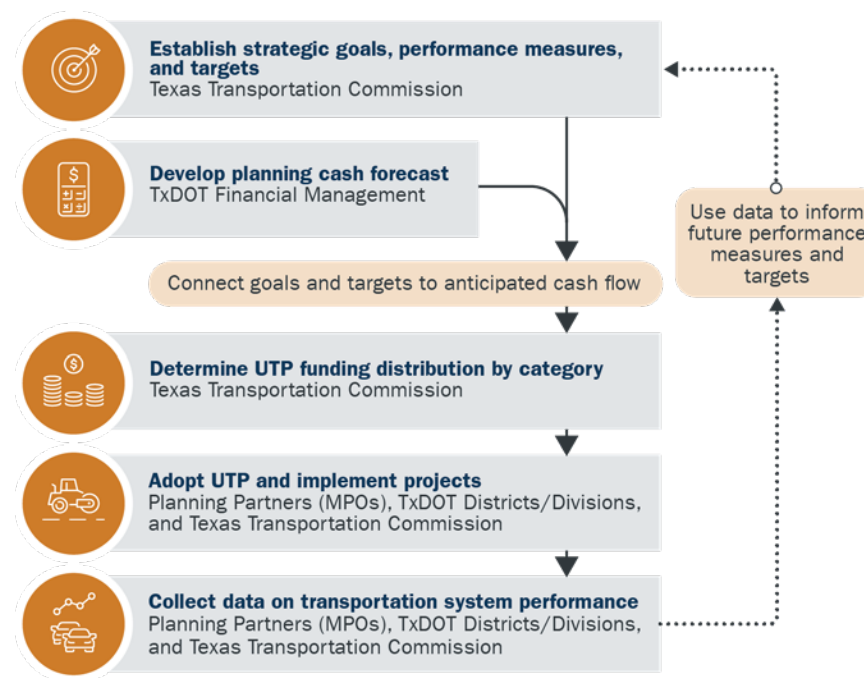 Establish strategic goals, performance measures,
and targets
Texas Transportation Commission
Develop planning cash forecast
TxDOT Financial Management
$
Connect goals and targets to anticipated cash flow
Use data to inform
future performance
measures and
targets
$
Determine UTP funding distribution by category
Texas Transportation Commission
Adopt UTP and implement projects
Planning Partners (MPOs), TxDOT Districts/Divisions,
and Texas Transportation Commission
Collect data on transportation system performance
Planning Partners (MPOs), TxDOT Districts/Divisions,
and Texas Transportation Commission